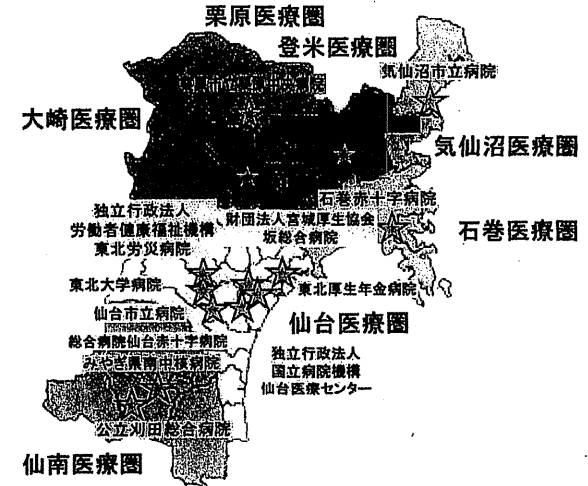 栗原医療圏
登米医療圏
気仙沼市立病院
大崎医療圏
気仙沼医療圏
石巻赤十字病院
石巻医療圏
独立行政法人
労働者健康福祉機構
東北労災病院
財団法人宮城厚生協会
坂総合病院
東北大学病院
東北厚生年金病院
仙台市立病院
仙台医療圏
総合病院仙台赤十字病院
独立行政法人
国立病院機構
仙台医療センター
みやぎ県南中核病院
公立刈田総合病院
仙南医療圏